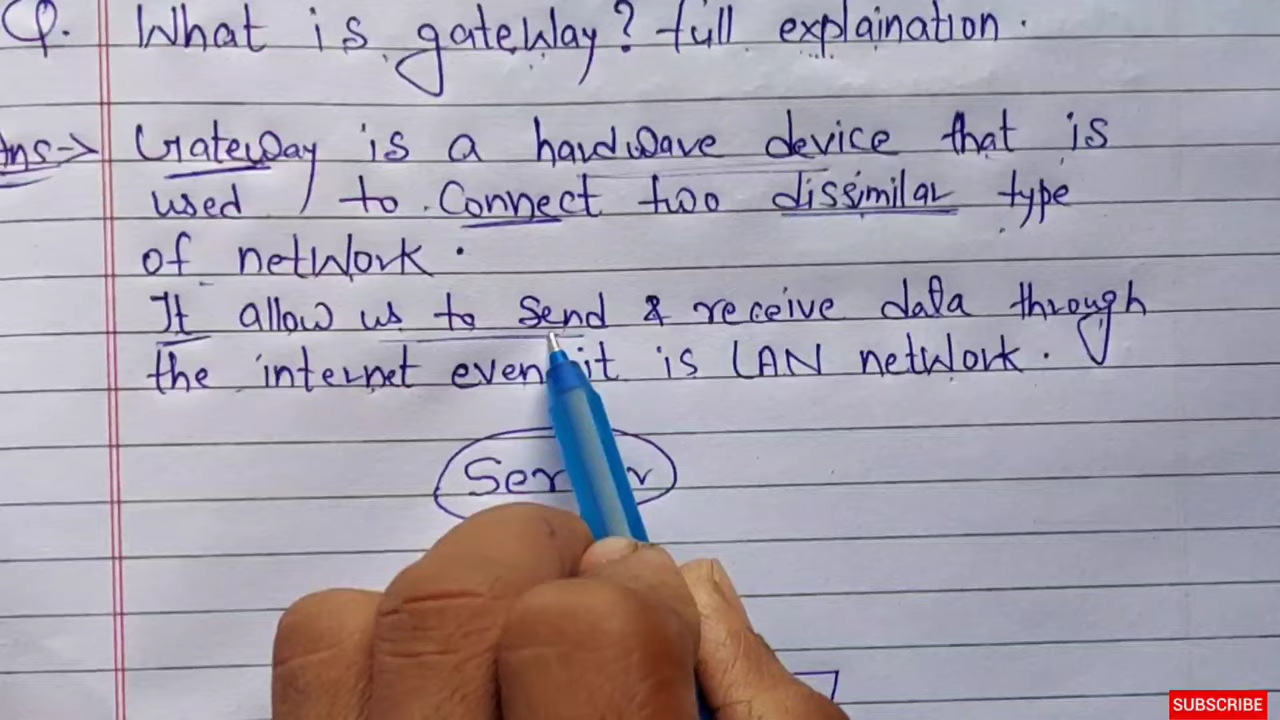 Q. What is gateway? full explaination.
Ans-> Gateway is a hardware device that is
used to connect two dissimilar type
of network.
It allow us to send & receive data through
the internet even it is LAN network.
SUBSCRIBE